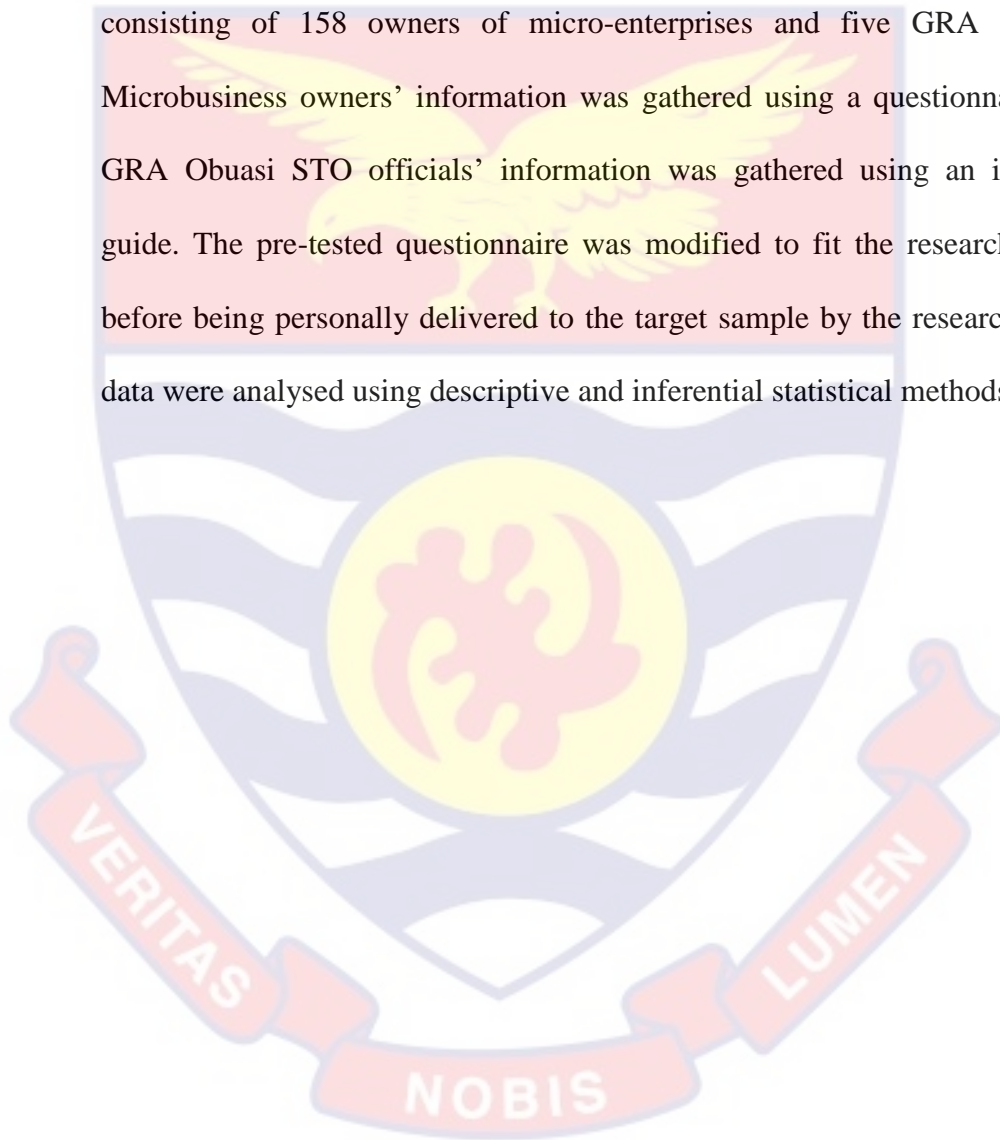 consisting of 158 owners of micro-enterprises and five GRA
Microbusiness owners’ information was gathered using a questionna
GRA Obuasi STO officials’ information was gathered using an i
guide. The pre-tested questionnaire was modified to fit the research
before being personally delivered to the target sample by the researc
data were analysed using descriptive and inferential statistical methods
VERITAS
NOBIS
LUMEN